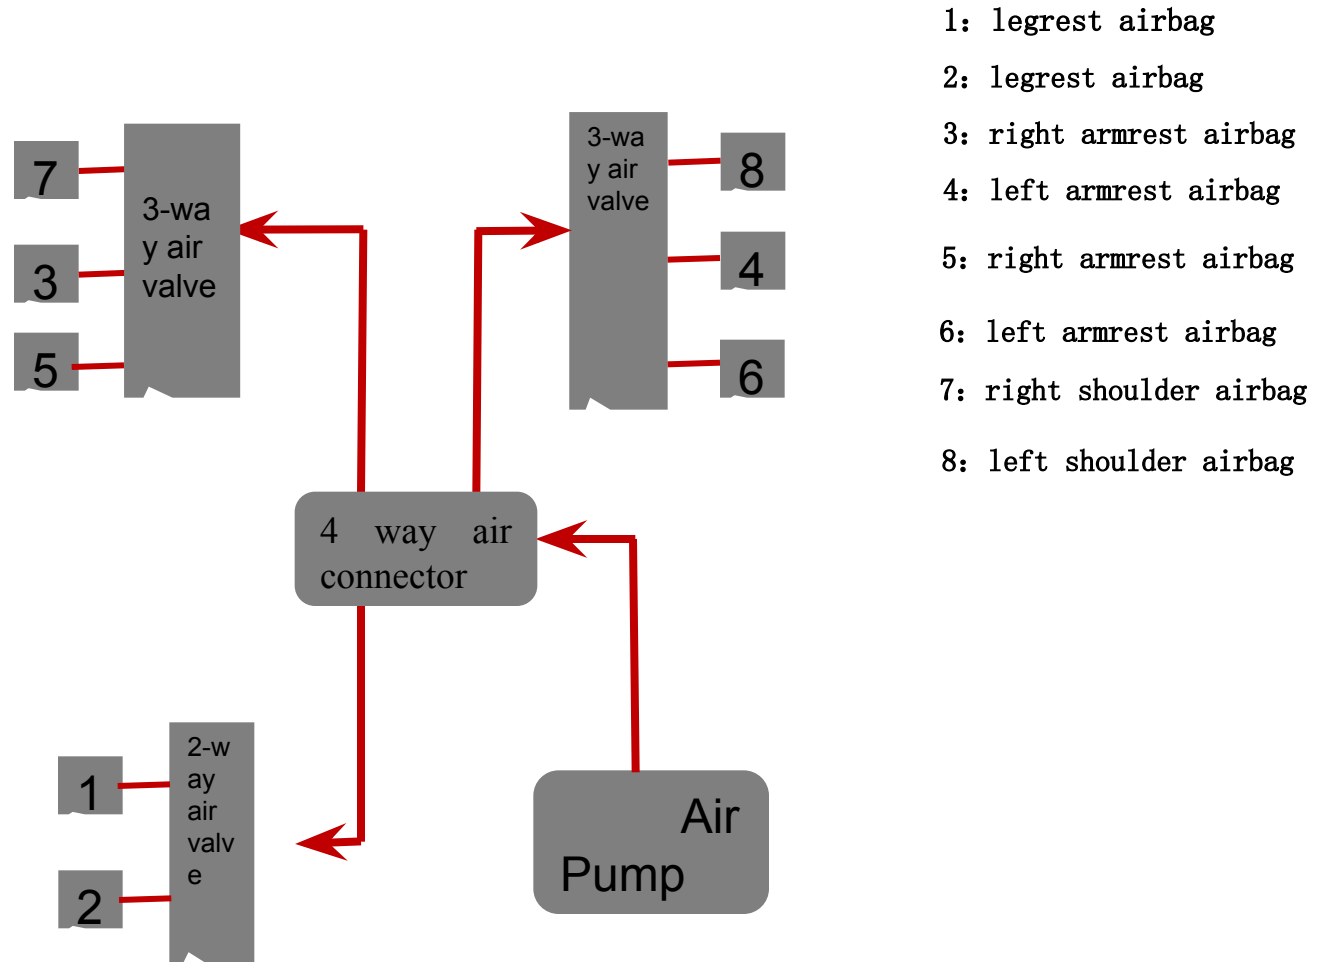 1: legrest airbag
2: legrest airbag
3: right armrest airbag
4: left armrest airbag
5: right armrest airbag
6: left armrest airbag
7: right shoulder airbag
8: left shoulder airbag
7
3
5
3-wa
y air
valve
3-wa
y air
valve
8
4
6
4 way air
connector
1
2
2-w
ay
air
valv
e
Air
Pump